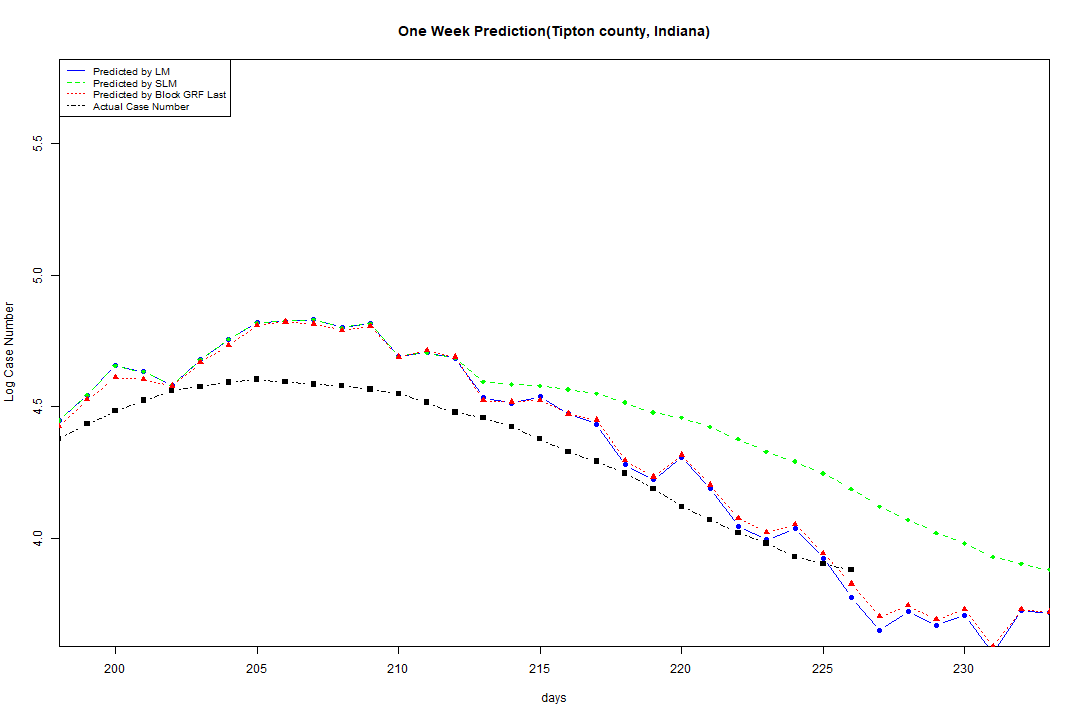 One Week Prediction(Tipton county, Indiana)
Predicted by LM
Predicted by SLM
Predicted by Block GRF Last
Actual Case Number
5.5
5.0
4.5
4.0
Log Case Number
200 205 210 215 220 225 230
days